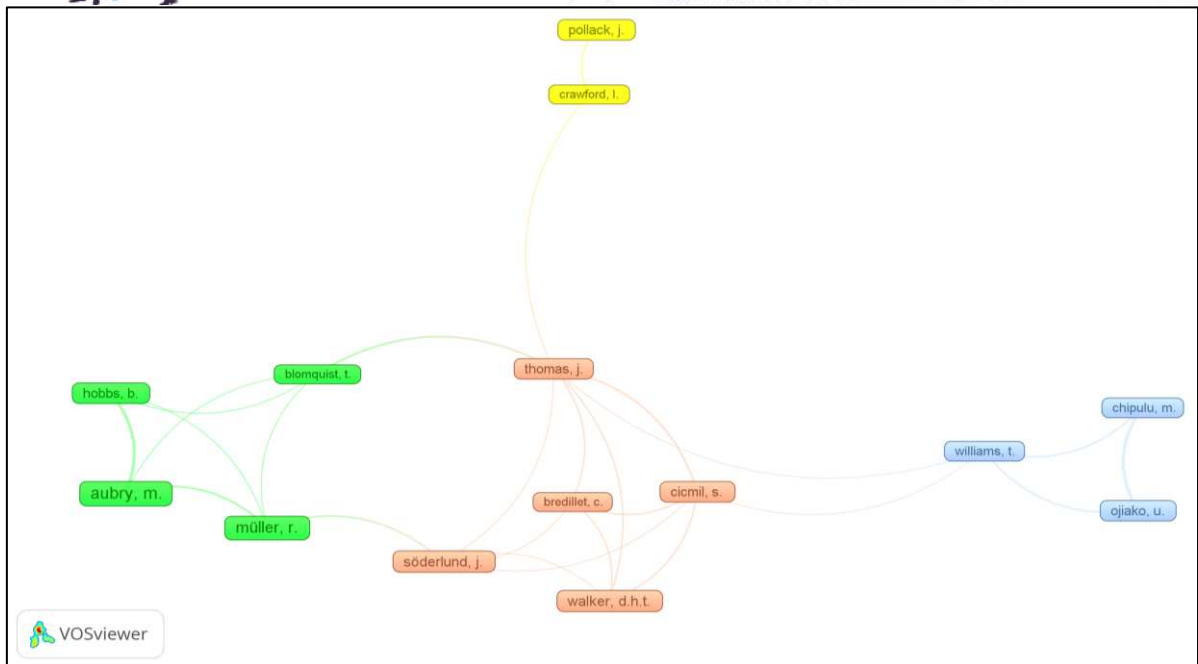 pollack, j.
crawford, l.
thomas, j.
blomquist, t.
hobbs, b.
chipulu, m.
williams, t.
aubry, m.
cicmil, s.
bredillet, c.
ojiako, u.
müller, r.
söderlund, j.
walker, d.h.t.
VOSviewer